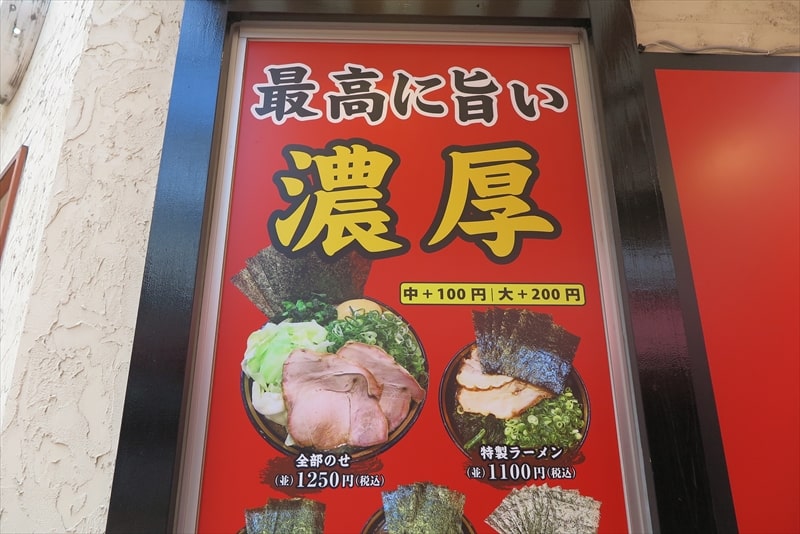 最高に旨い
濃厚
中+100円|大+200円
全部のせ
(並)1250円(税込)
特製ラーメン
(並)1100円(税込)